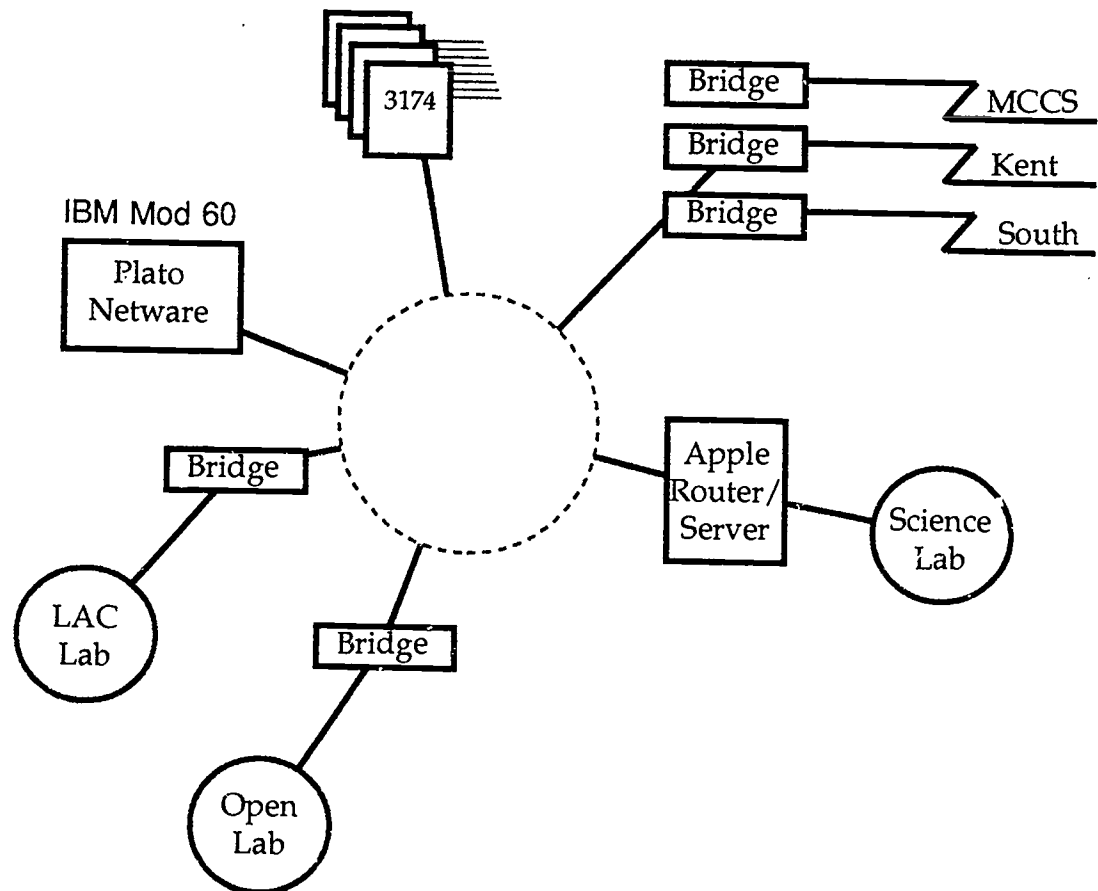 3174
Bridge
MCCS
Bridge
Kent
Bridge
South
IBM Mod 60
Plato
Netware
Bridge
Apple
Router/
Server
Science
Lab
LAC
Lab
Bridge
Open
Lab